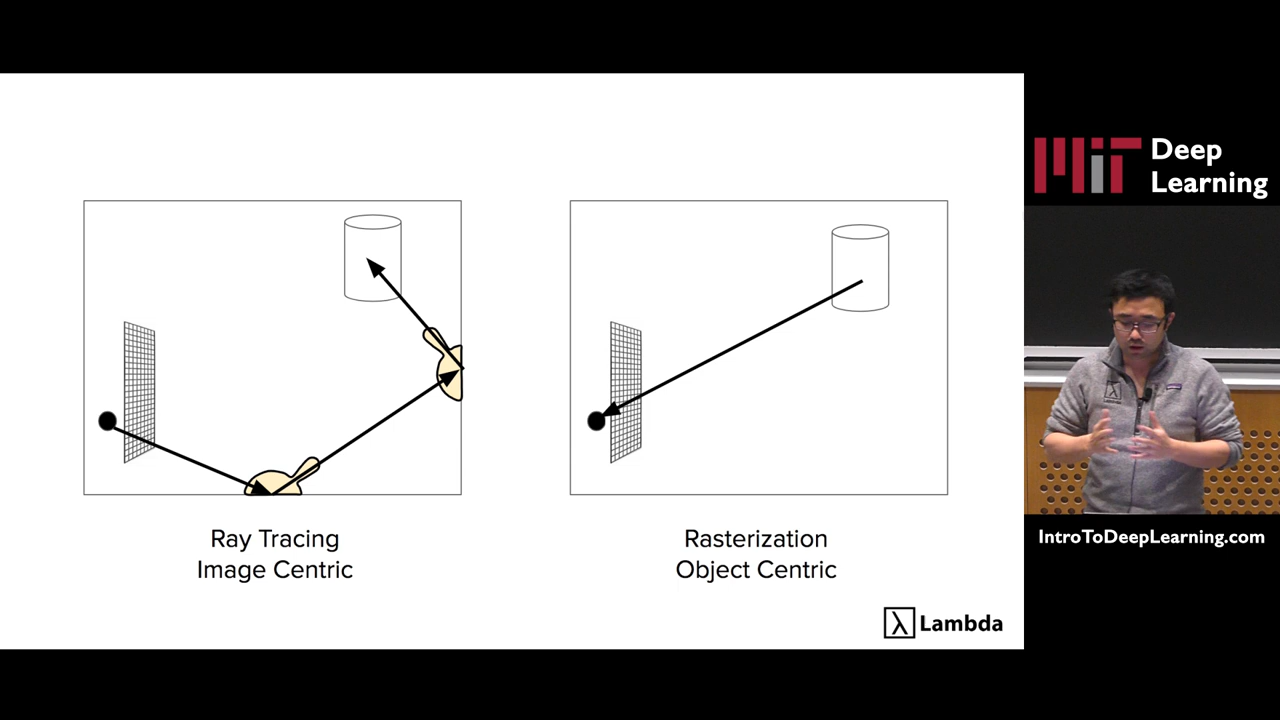 Ray Tracing
Image Centric
Rasterization
Object Centric
λ Lambda
MIT Deep
Learning
IntroToDeepLearning.com